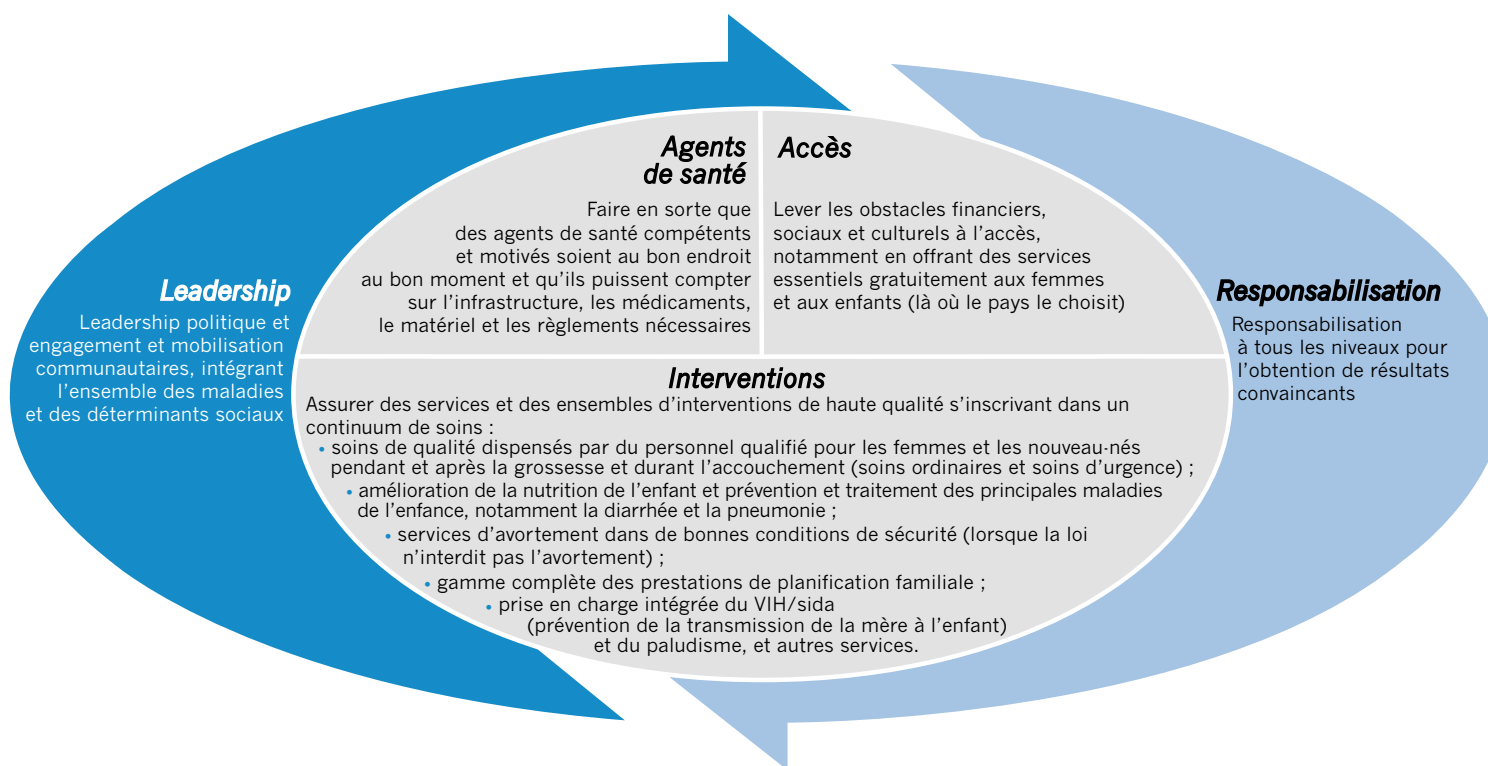 Leadership
Leadership politique et
engagement et mobilisation
communautaires, intégrant
l’ensemble des maladies
et des déterminants sociaux
Agents
de santé
Faire en sorte que
des agents de santé compétents
et motivés soient au bon endroit
au bon moment et qu’ils puissent compter
sur l’infrastructure, les médicaments,
le matériel et les règlements nécessaires
Accès
Lever les obstacles financiers,
sociaux et culturels à l’accès,
notamment en offrant des services
essentiels gratuitement aux femmes
et aux enfants (là où le pays le choisit)
Interventions
Assurer des services et des ensembles d’interventions de haute qualité s’inscrivant dans un
continuum de soins :
• soins de qualité dispensés par du personnel qualifié pour les femmes et les nouveau-nés
pendant et après la grossesse et durant l’accouchement (soins ordinaires et soins d’urgence) ;
• amélioration de la nutrition de l’enfant et prévention et traitement des principales maladies
de l’enfance, notamment la diarrhée et la pneumonie ;
• services d’avortement dans de bonnes conditions de sécurité (lorsque la loi
n’interdit pas l’avortement) ;
• gamme complète des prestations de planification familiale ;
• prise en charge intégrée du VIH/sida
(prévention de la transmission de la mère à l’enfant)
et du paludisme, et autres services.
Responsabilisation
Responsabilisation
à tous les niveaux pour
l’obtention de résultats
convaincants